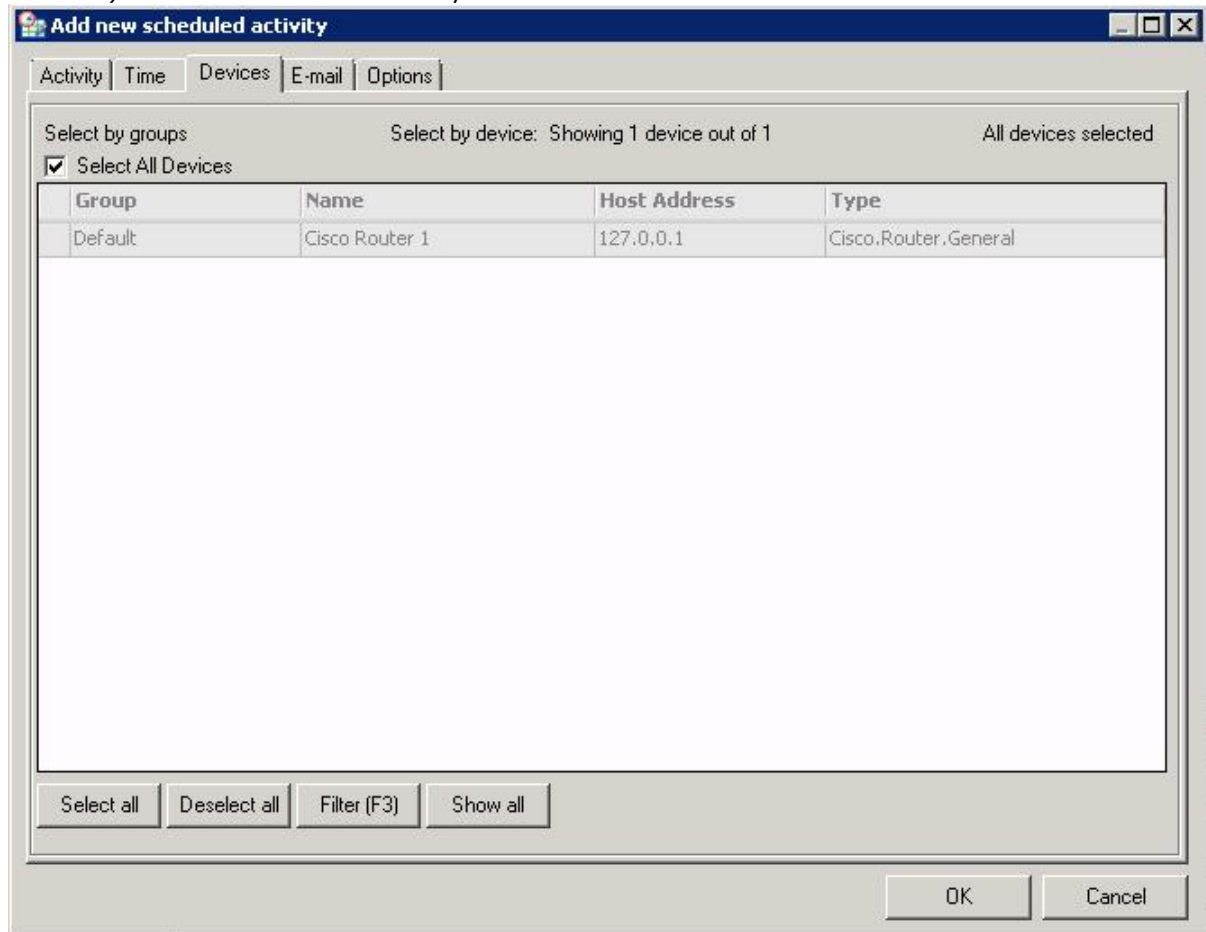 Add new scheduled activity
Activity Time Devices E-mail Options
Select by groups Select by device: Showing 1 device out of 1 All devices selected
Select All Devices
Group Name Host Address Type
Default Cisco Router 1 127.0.0.1 Cisco.Router.General
Select all Deselect all Filter (F3) Show all
OK Cancel